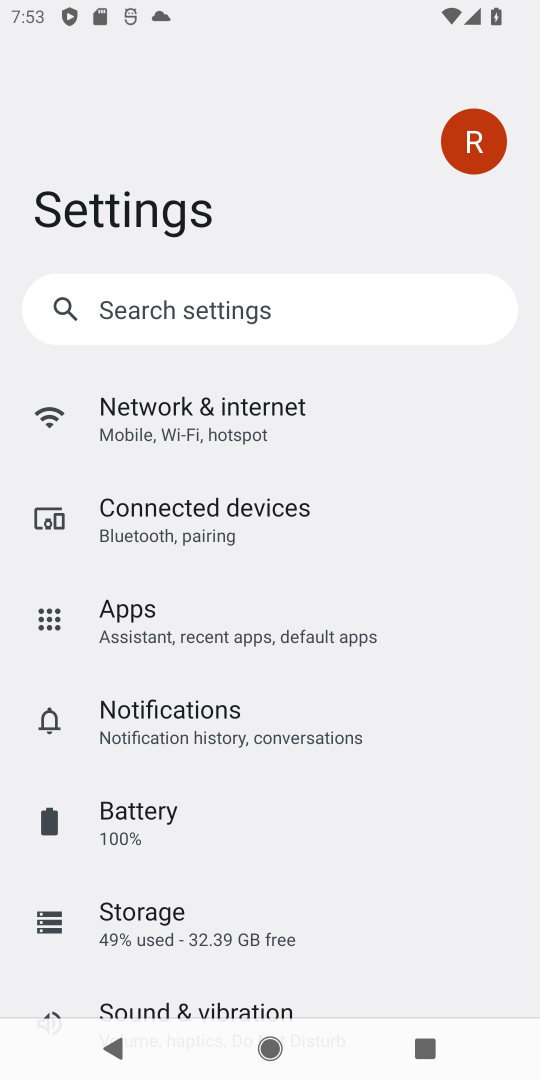 7:53
R
Settings
Search settings
Network & internet
Mobile, Wi-Fi, hotspot
Connected devices
Bluetooth, pairing
Apps
Assistant, recent apps, default apps
Notifications
Notification history, conversations
Battery
100%
Storage
49% used - 32.39 GB free
Sound & vibration
Volume, haptics, Do Not Disturb